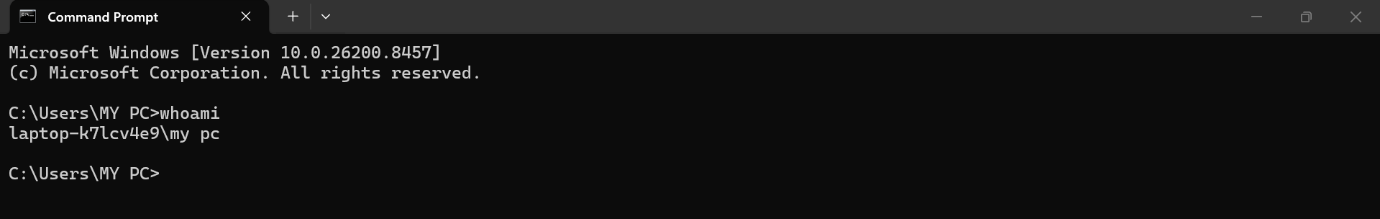 Command Prompt
Microsoft Windows [Version 10.0.26200.8457]
(c) Microsoft Corporation. All rights reserved.
C:\Users\MY PC>whoami
laptop-k7lcv4e9\my pc
C:\Users\MY PC>